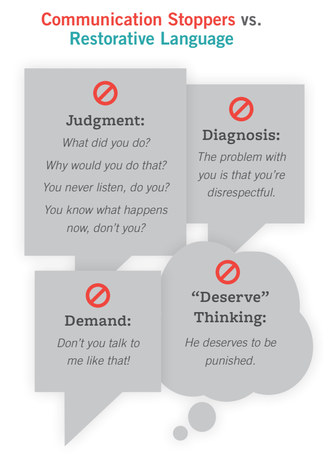 Communication Stoppers vs.
Restorative Language
Judgment:
What did you do?
Why would you do that?
You never listen, do you?
You know what happens
now, don't you?
Diagnosis:
The problem with
you is that you're
disrespectful.
Demand:
Don't you talk to
me like that!
“Deserve”
Thinking:
He deserves to be
punished.